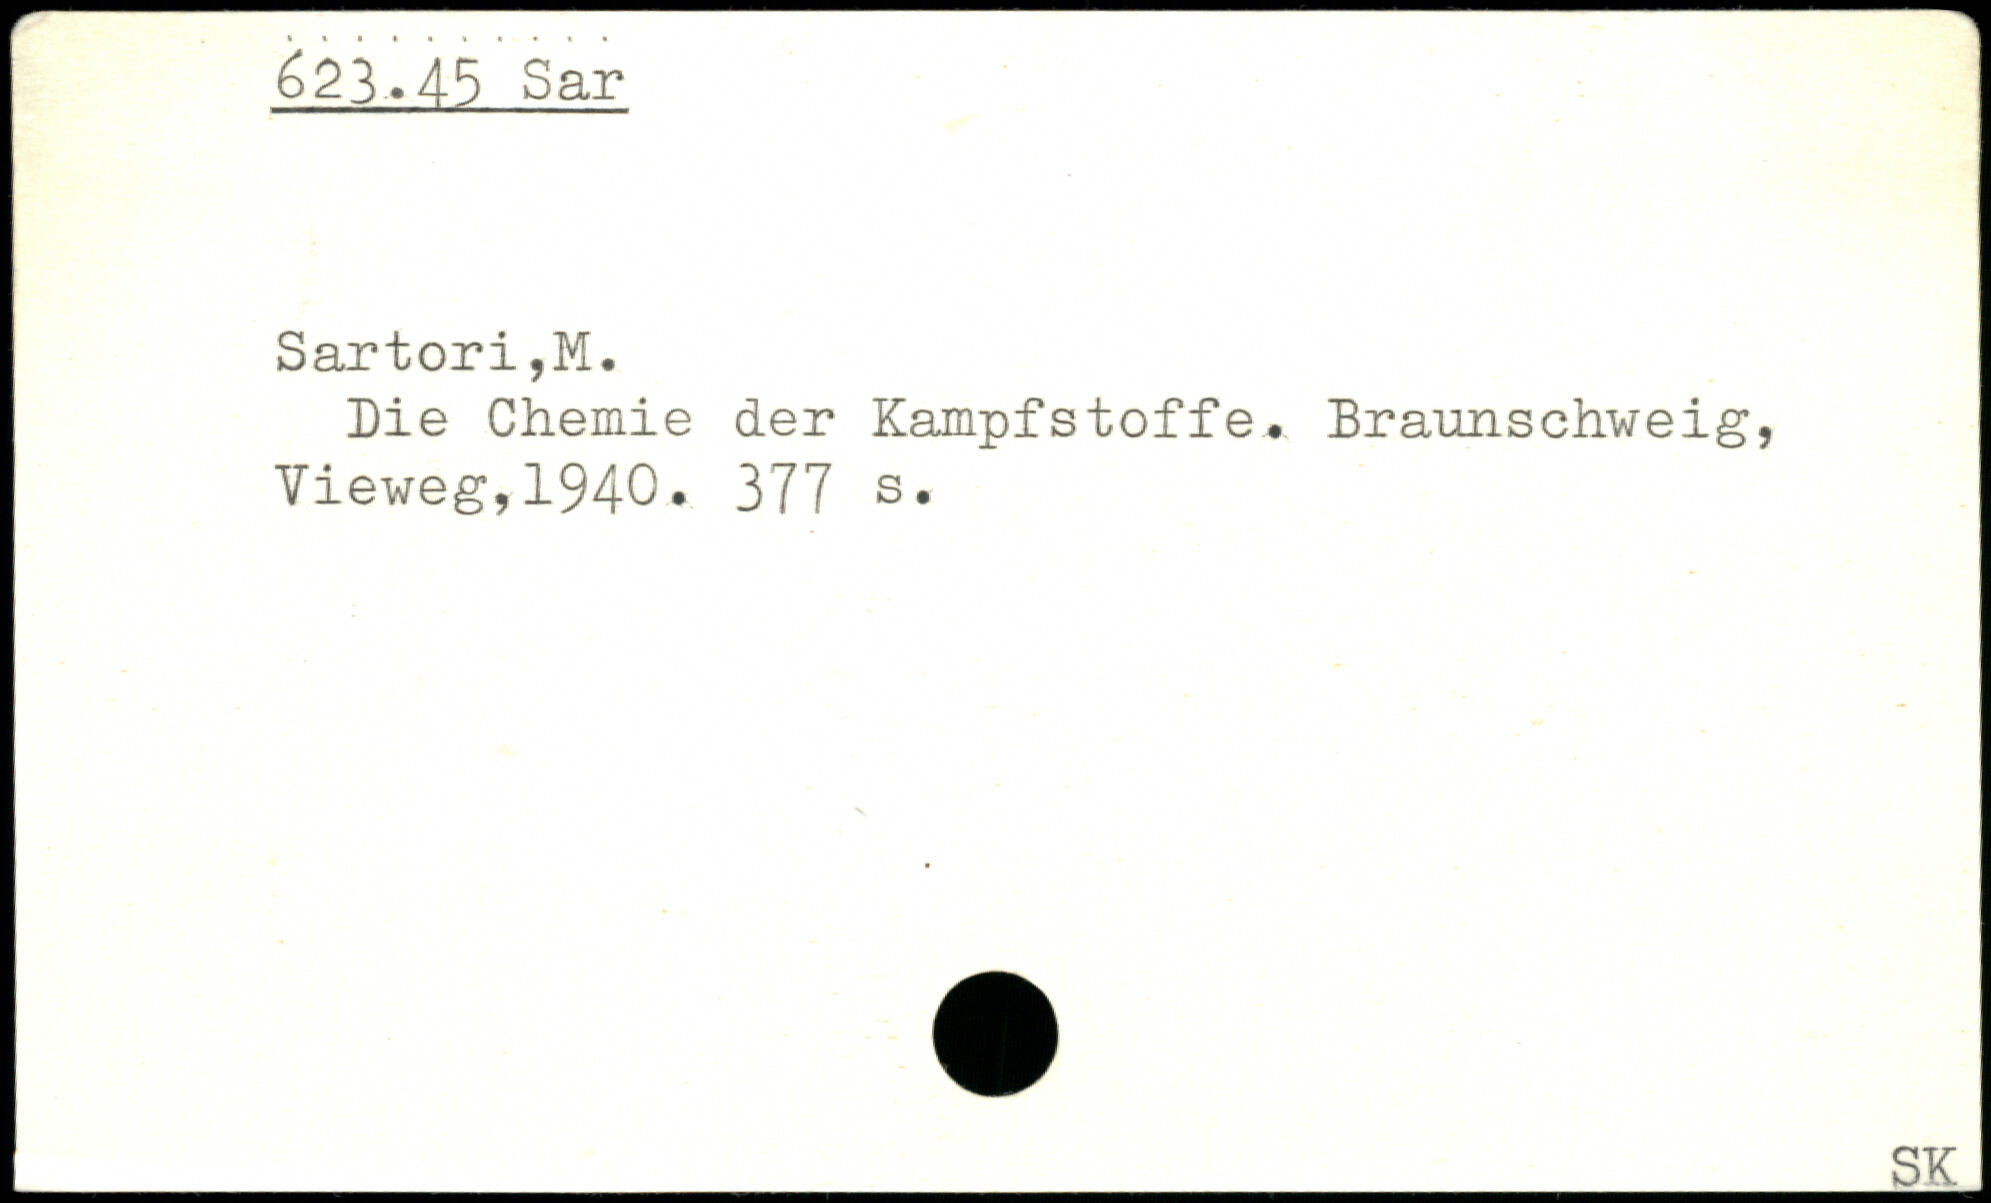 623.45 Sar
Sartori,M.
Die Chemie der Kampfstoffe. Braunschweig,
Vieweg,1940. 377 s.
SK